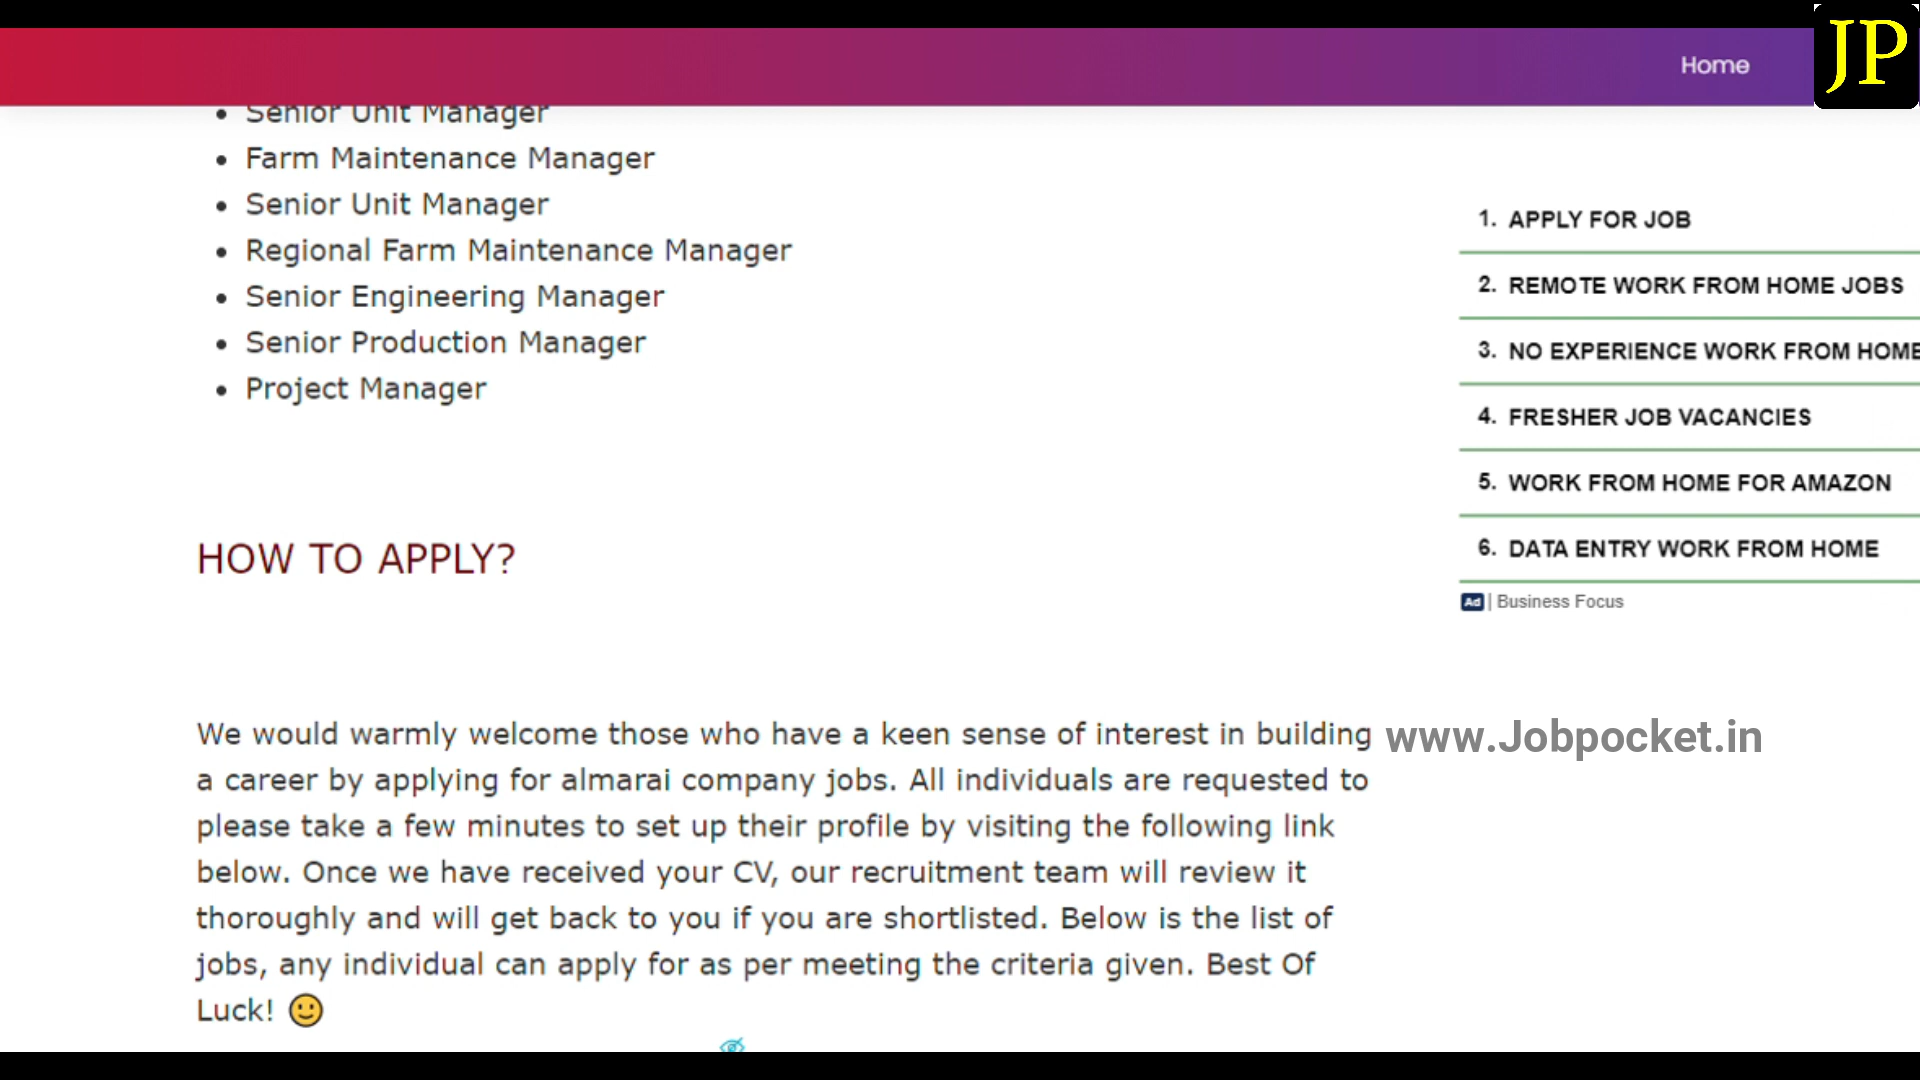 Home
JP
Senior Unit Manager
Farm Maintenance Manager
Senior Unit Manager
Regional Farm Maintenance Manager
Senior Engineering Manager
Senior Production Manager
Project Manager
HOW TO APPLY?
We would warmly welcome those who have a keen sense of interest in building
a career by applying for almarai company jobs. All individuals are requested to
please take a few minutes to set up their profile by visiting the following link
below. Once we have received your CV, our recruitment team will review it
thoroughly and will get back to you if you are shortlisted. Below is the list of
jobs, any individual can apply for as per meeting the criteria given. Best Of
Luck! 🙂
1. APPLY FOR JOB
2. REMOTE WORK FROM HOME JOBS
3. NO EXPERIENCE WORK FROM HOME
4. FRESHER JOB VACANCIES
5. WORK FROM HOME FOR AMAZON
6. DATA ENTRY WORK FROM HOME
Ad | Business Focus
www.Jobpocket.in